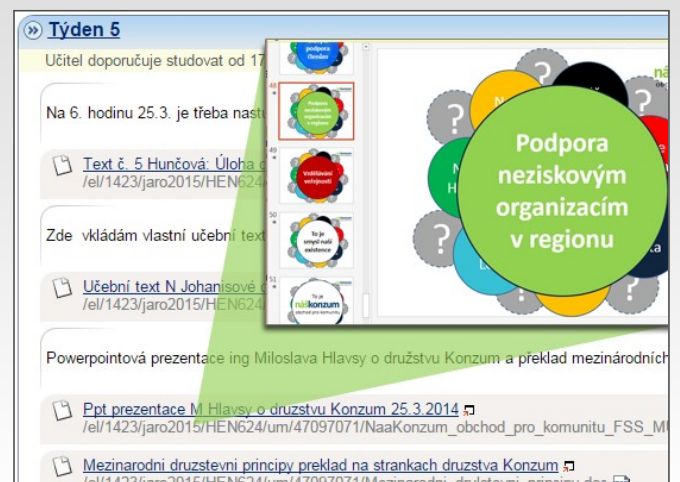 Týden 5
Učitel doporučuje studovat od 17
Na 6. hodinu 25.3. je třeba nastu
Text č. 5 Hunčová: Úloha
/el/1423/jaro2015/HEN624/
Zde vkládám vlastní učební text
Učební text N Johanisové
/el/1423/jaro2015/HEN624/
Powerpointová prezentace ing Miloslava Hlavsy o družstvu Konzum a překlad mezinárodních
Ppt prezentace M Hlavsy o druzstvu Konzum 25.3.2014
/el/1423/jaro2015/HEN624/um/47097071/NaaKonzum_obchod_pro_komunitu_FSS_MU
Mezinarodni druzstevni principy preklad na strankach druzstva Konzum
podpora
členům
48
Podpora
neziskovým
organizacím
v regionu
49
Vzdělávání
veřejnosti
50
To je
smysl naší
existence
51
To je
náškonzum
obchod pro komunitu
Podpora
neziskovým
organizacím
v regionu